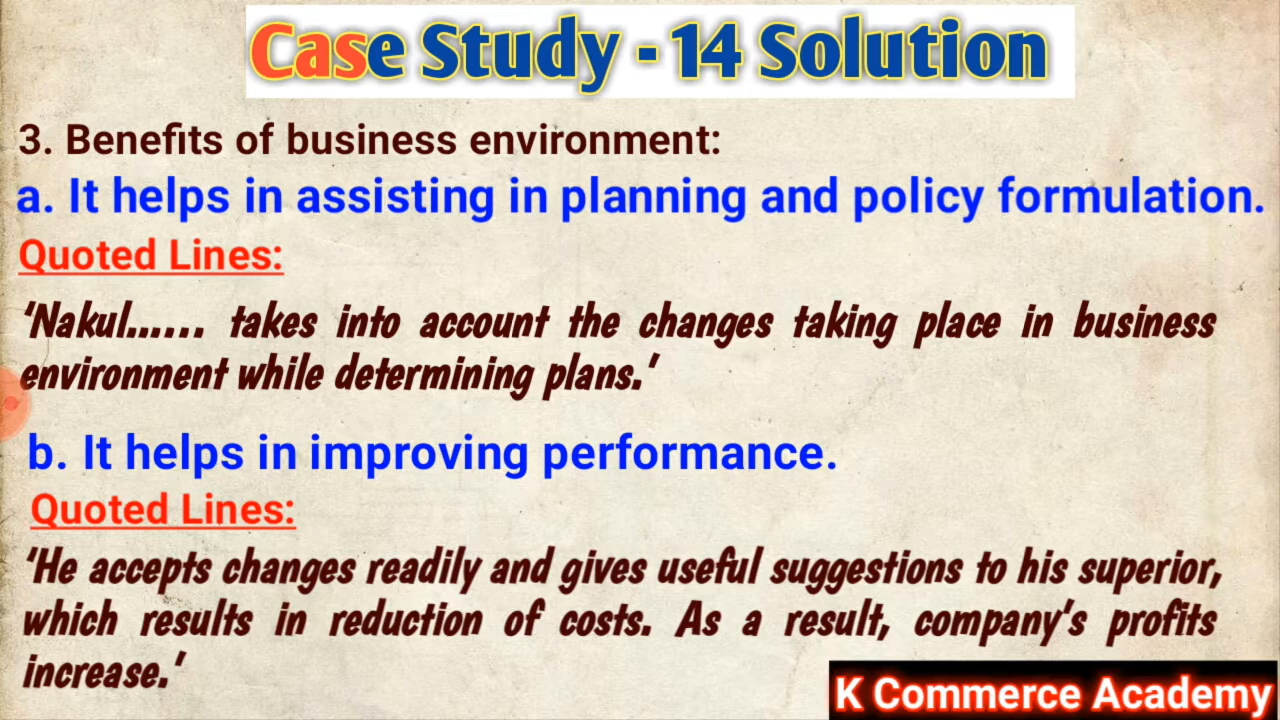 Case Study - 14 Solution
3. Benefits of business environment:
a. It helps in assisting in planning and policy formulation.
Quoted Lines:
‘Nakul...... takes into account the changes taking place in business
environment while determining plans.’
b. It helps in improving performance.
Quoted Lines:
‘He accepts changes readily and gives useful suggestions to his superior,
which results in reduction of costs. As a result, company’s profits
increase.’
K Commerce Academy